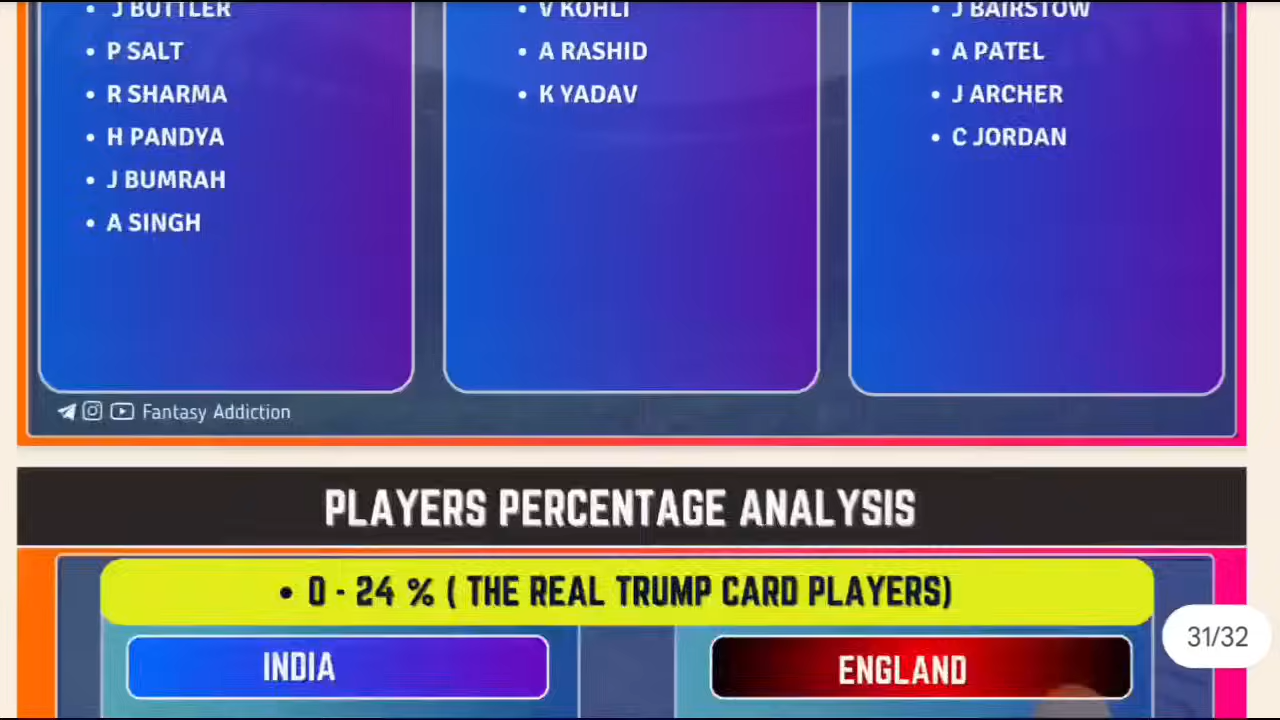 J BUTTLER
P SALT
R SHARMA
H PANDYA
J BUMRAH
A SINGH
V KOHLI
A RASHID
K YADAV
J BAIRSTOW
A PATEL
J ARCHER
C JORDAN
Fantasy Addiction
PLAYERS PERCENTAGE ANALYSIS
• 0 - 24 % ( THE REAL TRUMP CARD PLAYERS)
INDIA
ENGLAND
31/32